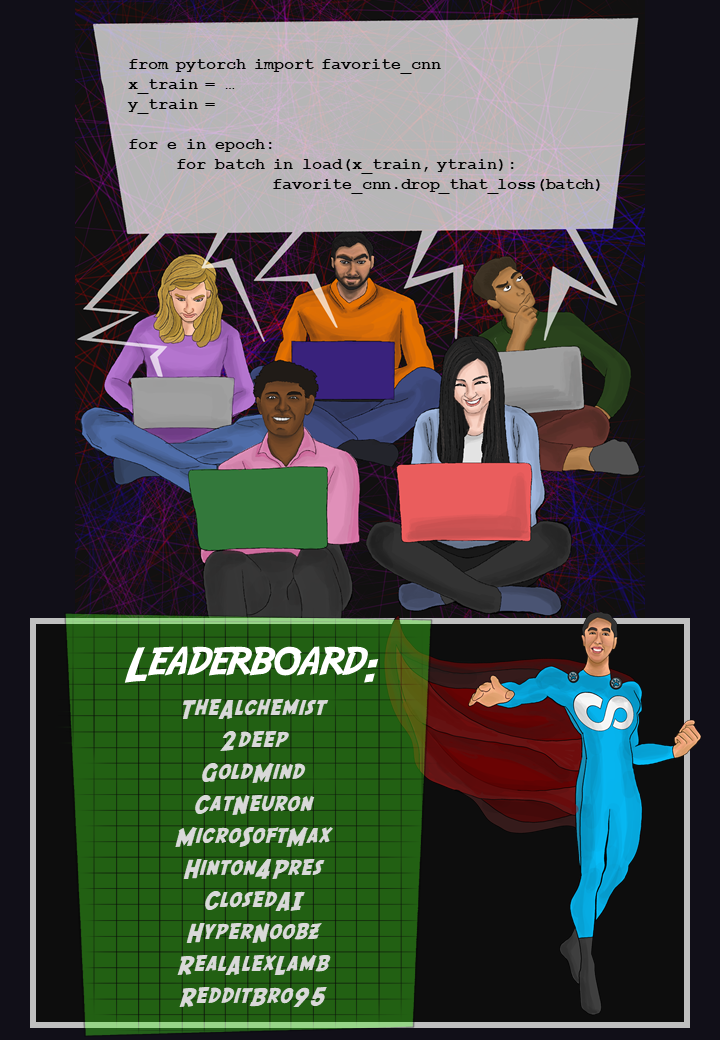 from pytorch import favorite_cnn
x_train = …
y_train =
for e in epoch:
for batch in load(x_train, ytrain):
favorite_cnn.drop_that_loss(batch)
LEADERBOARD:
THEALCHEMIST
2DEEP
GOLDMIND
CATNEURON
MICROSOFTMAX
HINTON4PRES
CLOSEDAI
HYPERNOOBZ
REALALEXLAMB
REDDITBRO95